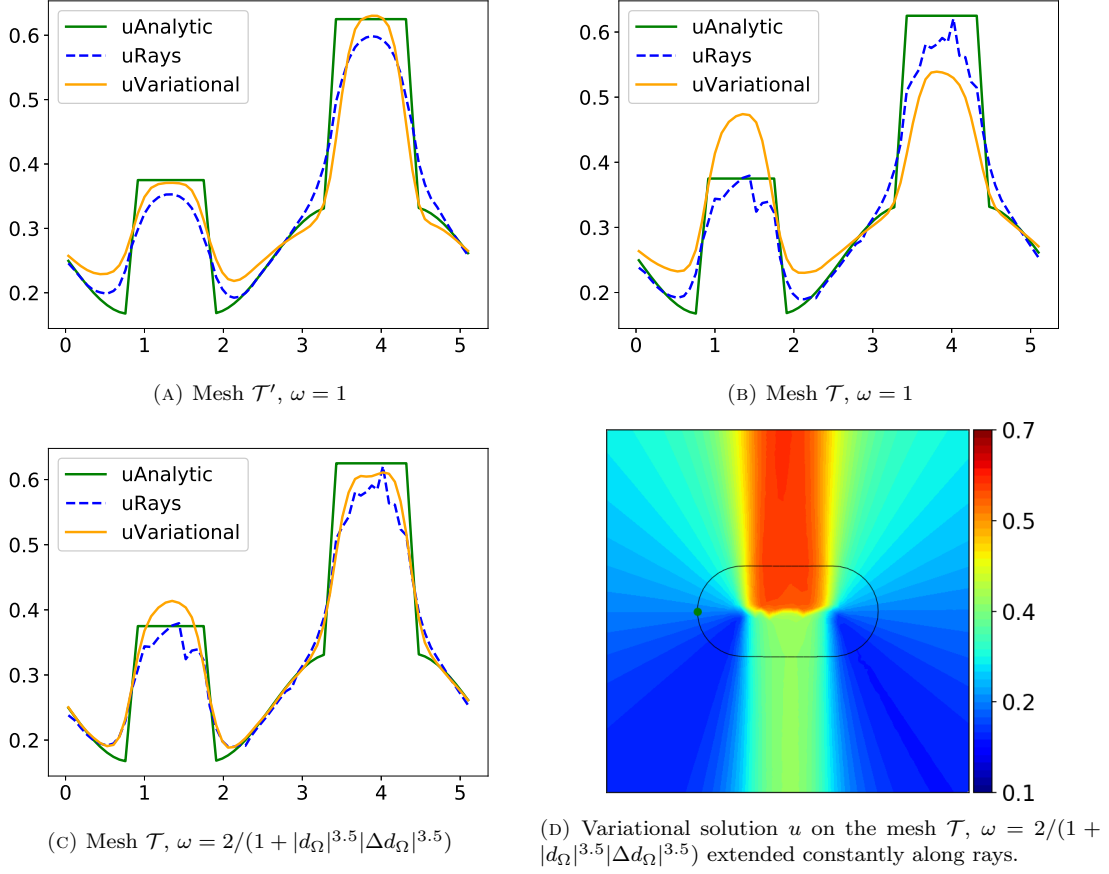 uAnalytic
uRays
uVariational
0.6
0.5
0.4
0.3
0.2
0 1 2 3 4 5
(A) Mesh 𝒯′, ω = 1
uAnalytic
uRays
uVariational
0.6
0.5
0.4
0.3
0.2
0 1 2 3 4 5
(B) Mesh 𝒯, ω = 1
uAnalytic
uRays
uVariational
0.6
0.5
0.4
0.3
0.2
0 1 2 3 4 5
(C) Mesh 𝒯, ω = 2/(1 + |d_Ω|^{3.5}|Δd_Ω|^{3.5})
0.7
0.5
0.4
0.2
0.1
(D) Variational solution u on the mesh 𝒯, ω = 2/(1 +
|d_Ω|^{3.5}|Δd_Ω|^{3.5}) extended constantly along rays.